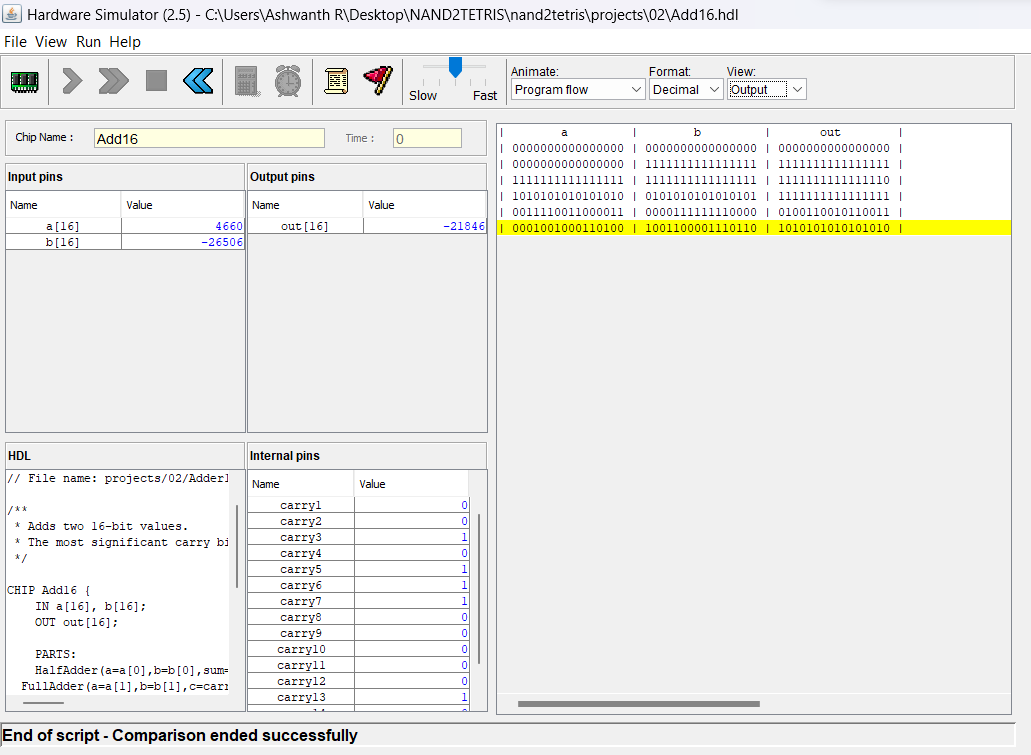 Hardware Simulator (2.5) - C:\Users\Ashwanth R\Desktop\NAND2TETRIS\nand2tetris\projects\02\Add16.hdl
File View Run Help
Slow Fast
Animate: Format: View:
Program flow Decimal Output
Chip Name : Add16 Time : 0
Input pins
Name Value
a[16] 4660
b[16] -26506
Output pins
Name Value
out[16] -21846
HDL
// File name: projects/02/Adder1
/**
* Adds two 16-bit values.
* The most significant carry bi
*/
CHIP Add16 {
IN a[16], b[16];
OUT out[16];
PARTS:
HalfAdder(a=a[0],b=b[0],sum=
FullAdder(a=a[1],b=b[1],c=carr
Internal pins
Name Value
carry1 0
carry2 0
carry3 1
carry4 0
carry5 1
carry6 1
carry7 1
carry8 0
carry9 0
carry10 0
carry11 0
carry12 0
carry13 1
| a | b | out |
| 0000000000000000 | 0000000000000000 | 0000000000000000 |
| 0000000000000000 | 1111111111111111 | 1111111111111111 |
| 1111111111111111 | 1111111111111111 | 1111111111111110 |
| 1010101010101010 | 0101010101010101 | 1111111111111111 |
| 0011110011000011 | 0000111111110000 | 0100110010110011 |
| 0001001000110100 | 1001100001110110 | 1010101010101010 |
End of script - Comparison ended successfully